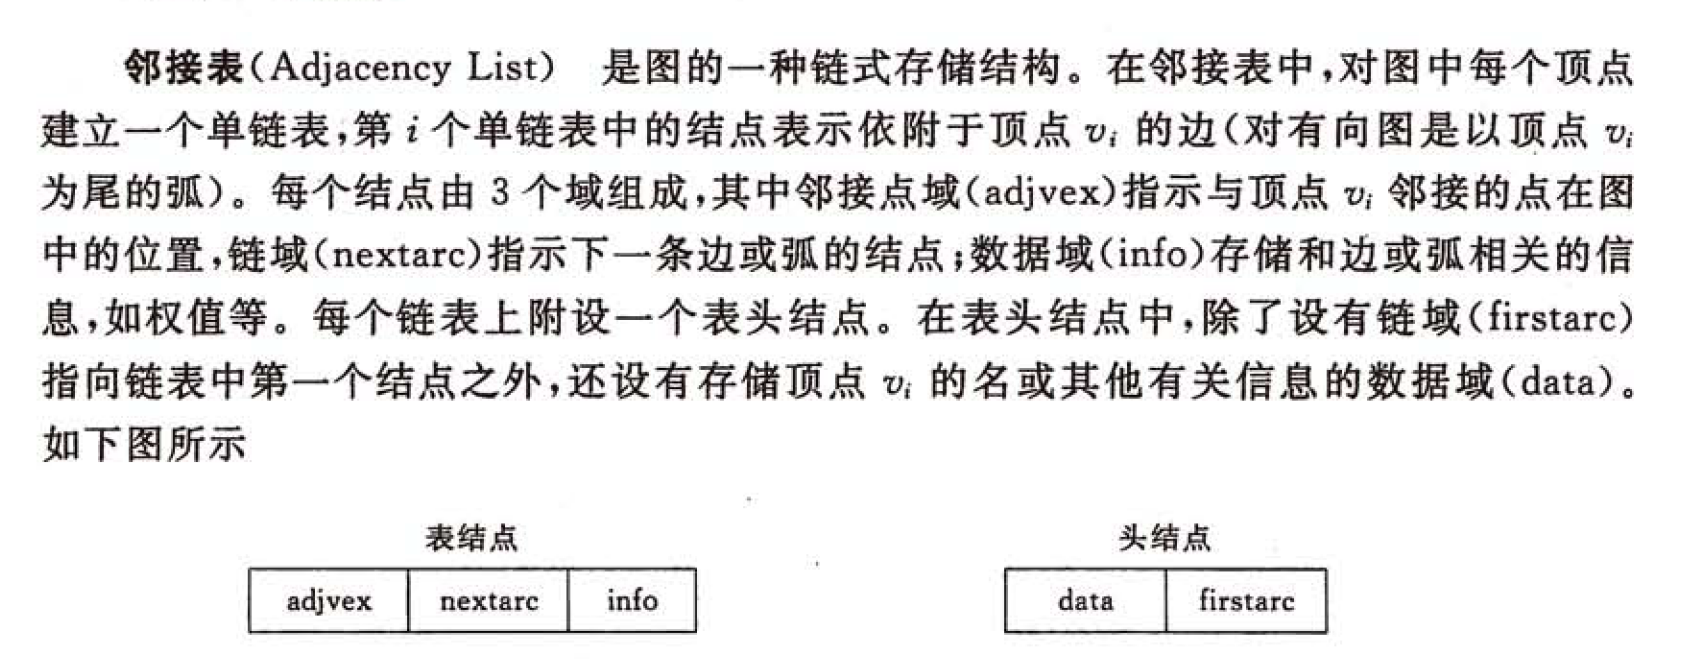 邻接表(Adjacency List) 是图的一种链式存储结构。在邻接表中,对图中每个顶点
建立一个单链表,第 i 个单链表中的结点表示依附于顶点 vi 的边(对有向图是以顶点 vi
为尾的弧)。每个结点由 3 个域组成,其中邻接点域(adjvex)指示与顶点 vi 邻接的点在图
中的位置,链域(nextarc)指示下一条边或弧的结点;数据域(info)存储和边或弧相关的信
息,如权值等。每个链表上附设一个表头结点。在表头结点中,除了设有链域(firstarc)
指向链表中第一个结点之外,还设有存储顶点 vi 的名或其他有关信息的数据域(data)。
如下图所示
表结点 头结点
adjvex nextarc info data firstarc